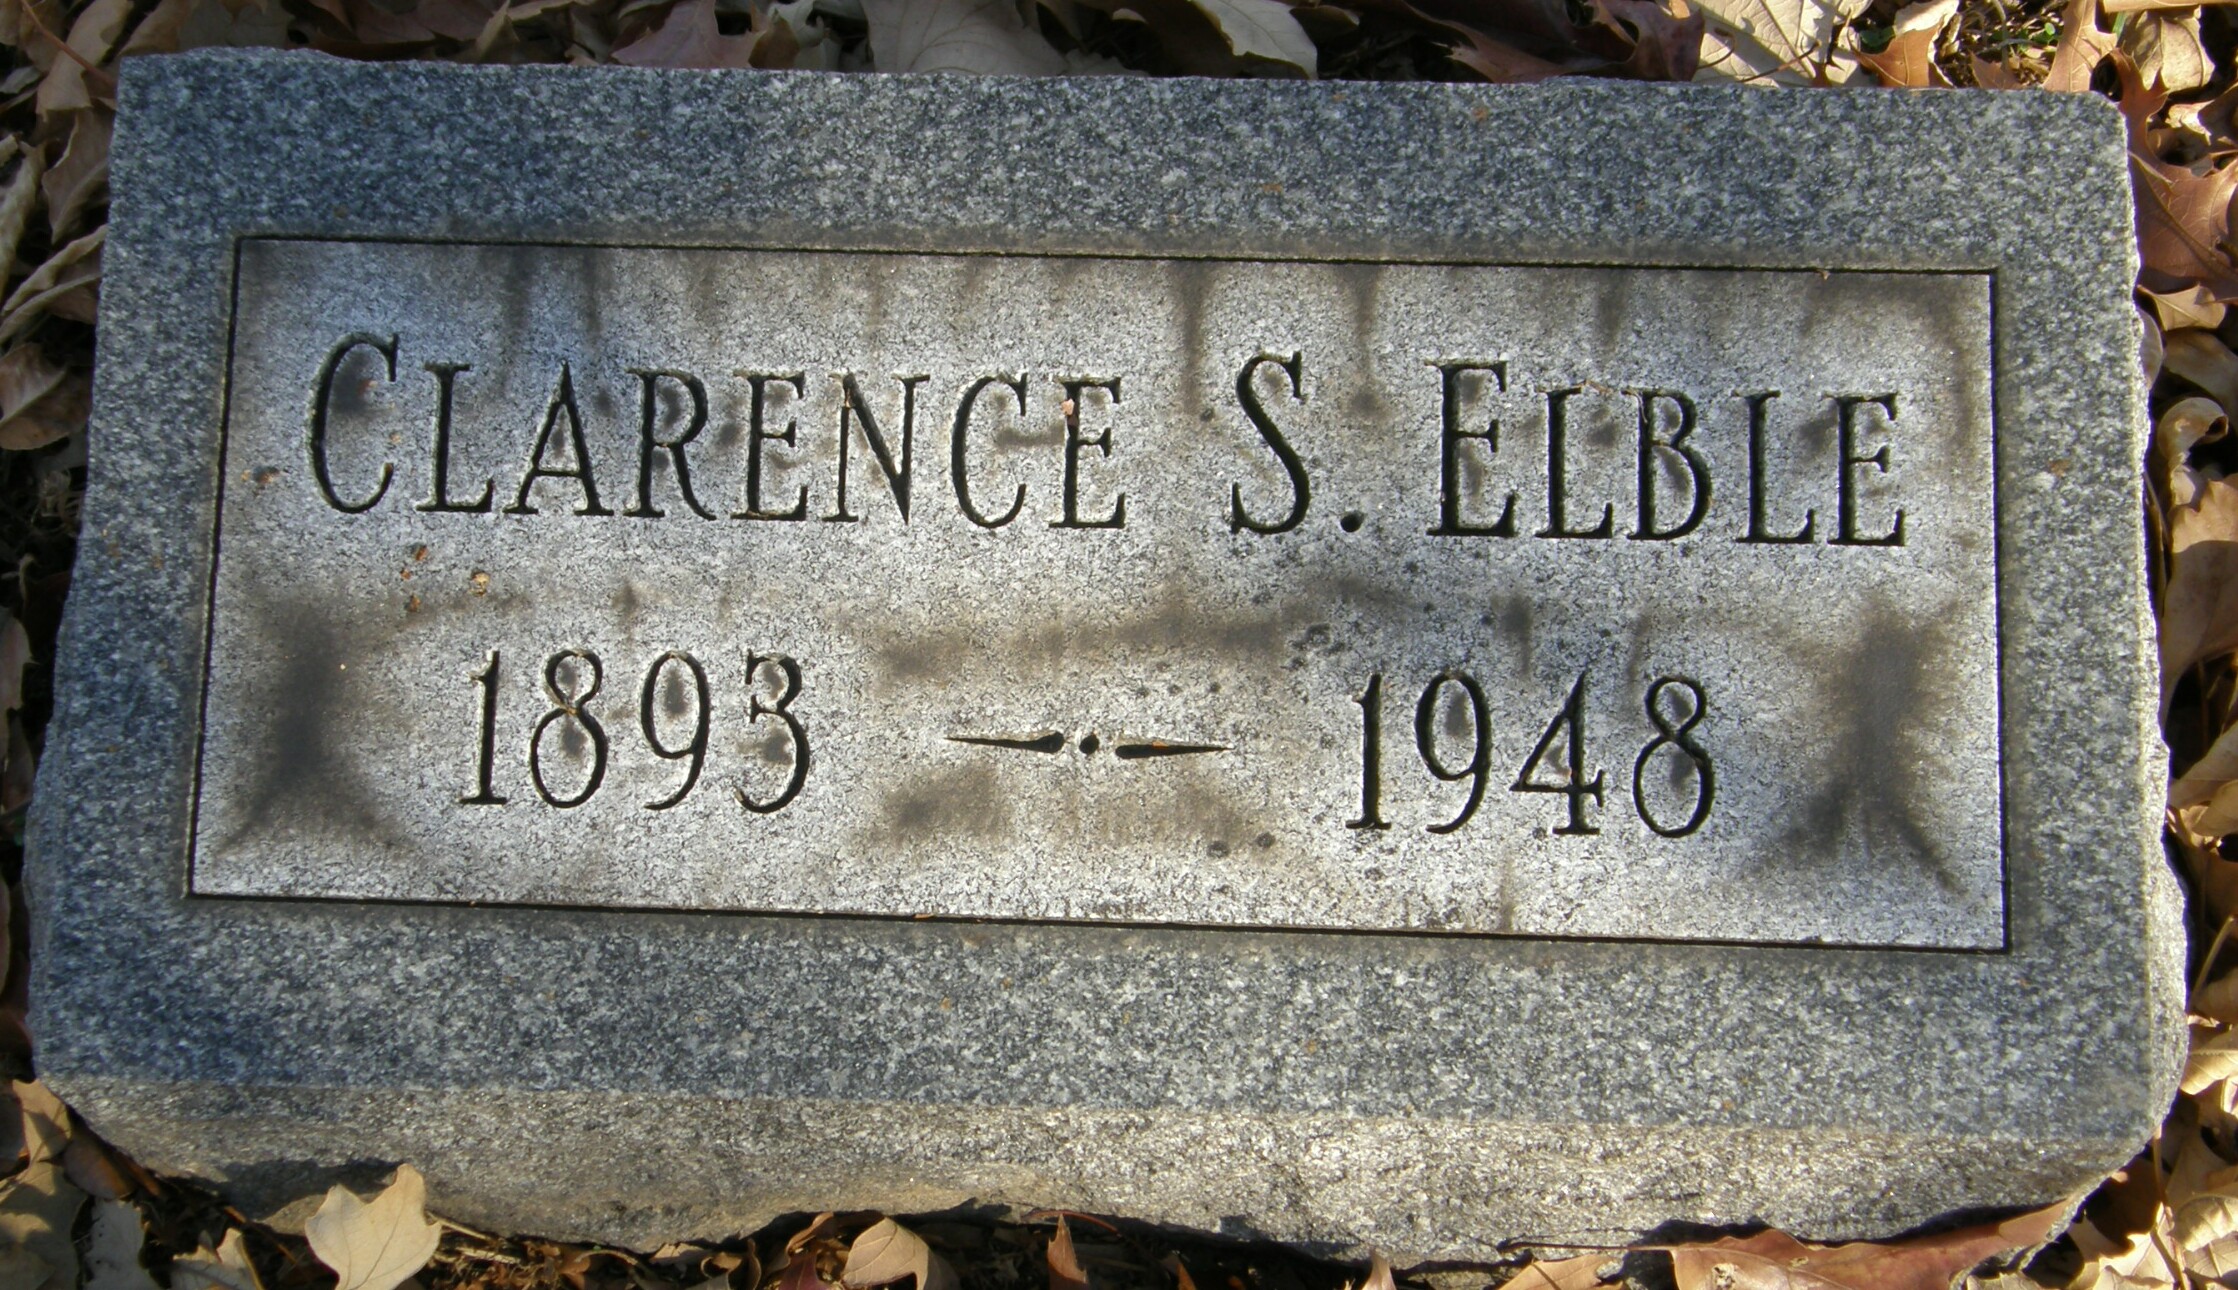 CLARENCE S. ELBLE
1893 – · – 1948